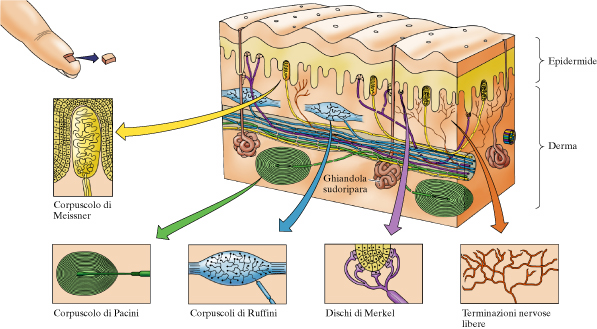 Epidermide
Derma
Ghiandola
sudoripara
Corpuscolo di
Meissner
Corpuscolo di Pacini
Corpuscoli di Ruffini
Dischi di Merkel
Terminazioni nervose
libere